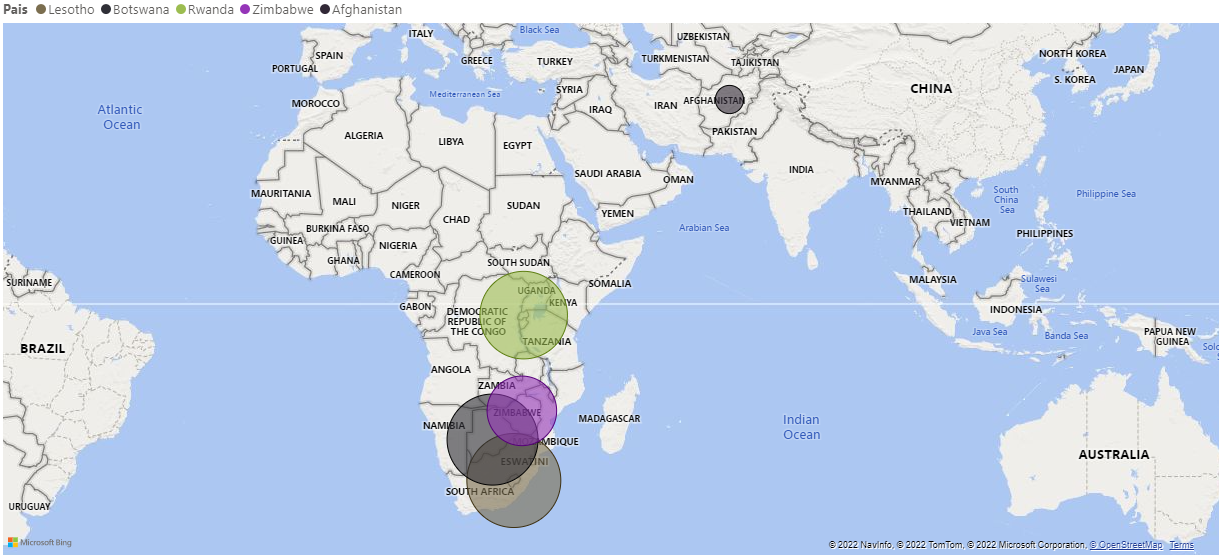 Pais Lesotho Botswana Rwanda Zimbabwe Afghanistan
Black Sea
ITALY
UZBEKISTAN
SPAIN
GREECE
TURKEY
TURKMENISTAN
TAJIKISTAN
NORTH KOREA
PORTUGA
JAPAN
S. KOREA
SYRIA
CHINA
Mediterranean Sea
MOROCCO
IRAQ
IRAN
AFGHANISTAN
Atlantic
Ocean
ALGERIA
LIBYA
EGYPT
PAKISTAN
SAUDI ARABIA
INDIA
OMAN
MYANMAR
MAURITANIA
MALI
NIGER
CHAD
SUDAN
YEMEN
South
China
Sea
Philippine Sea
THAILAND
VIETNAM
BURKINA FASO
Arabian Sea
GUINEA
NIGERIA
PHILIPPINES
GHANA
SOUTH SUDAN
CAMEROON
SURINAME
SOMALIA
MALAYSIA
Sulawesi
Sea
UGANDA
KENYA
GABON
INDONESIA
DEMOCRATIC
REPUBLIC OF
THE CONGO
Java Sea
Banda Sea
PAPUA NEW
GUINEA
Solo
BRAZIL
TANZANIA
ANGOLA
ZAMBIA
ZIMBABWE
MADAGASCAR
Indian
Ocean
NAMIBIA
MOZAMBIQUE
AUSTRALIA
ESWATINI
SOUTH AFRICA
URUGUAY
Microsoft Bing
© 2022 NavInfo, © 2022 TomTom, © 2022 Microsoft Corporation, © OpenStreetMap Terms